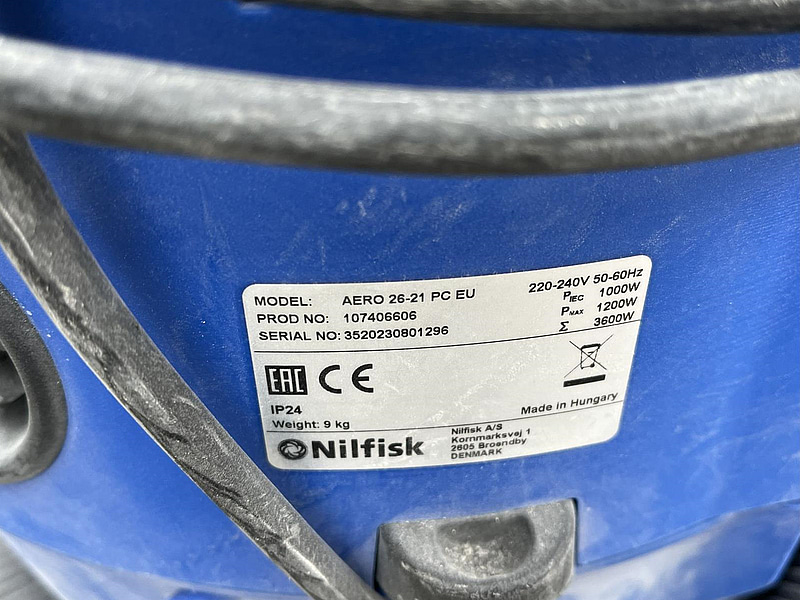 MODEL: AERO 26-21 PC EU
PROD NO: 107406606
SERIAL NO: 3520230801296
220-240V 50-60Hz
PIEC 1000W
PMAX 1200W
Σ 3600W
EAC CE
IP24
Weight: 9 kg
Made in Hungary
Nilfisk
Nilfisk A/S
Kornmarksvej 1
2605 Broendby
DENMARK